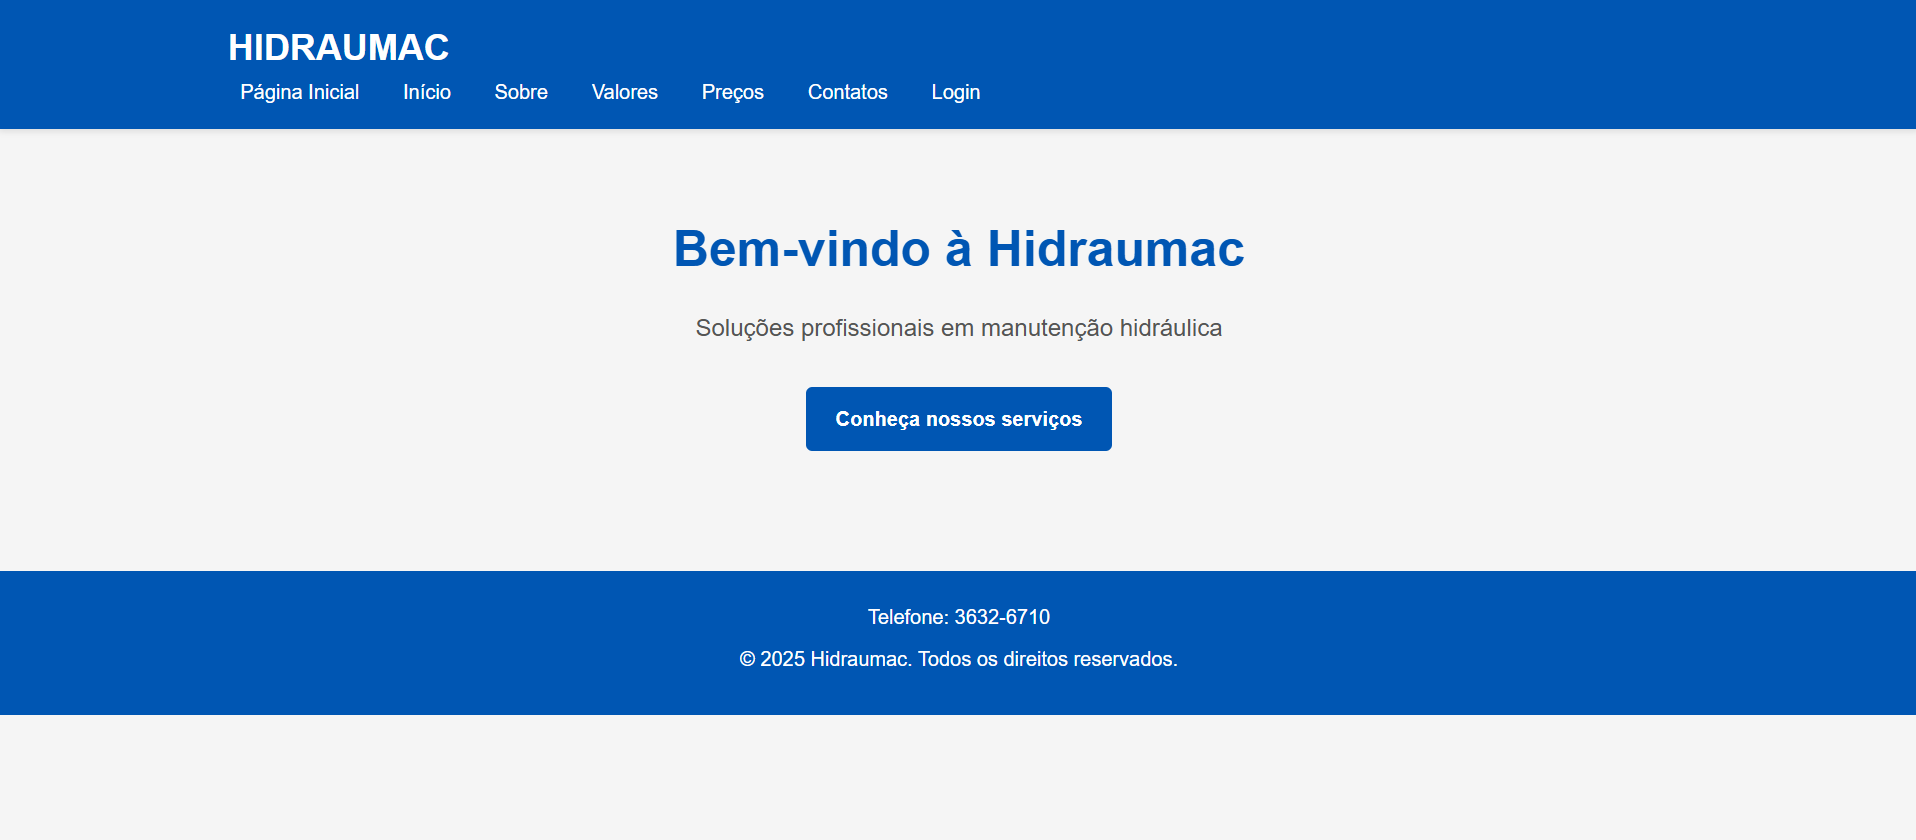 HIDRAUMAC
Página Inicial Início Sobre Valores Preços Contatos Login
Bem-vindo à Hidraumac
Soluções profissionais em manutenção hidráulica
Conheça nossos serviços
Telefone: 3632-6710
© 2025 Hidraumac. Todos os direitos reservados.